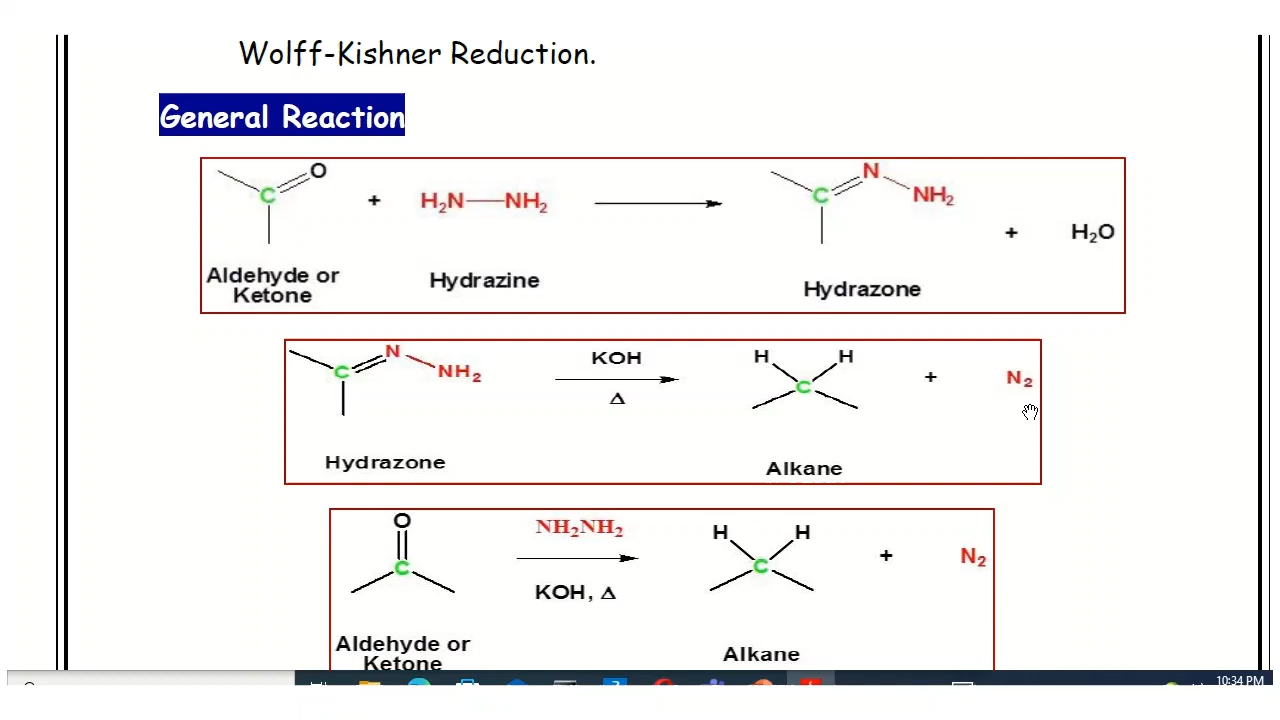 Wolff-Kishner Reduction.
General Reaction
C O + H₂N NH₂ C N NH₂ + H₂O
Aldehyde or
Ketone
Hydrazine
Hydrazone
C N NH₂ KOH Δ H H C + N₂
Hydrazone
Alkane
O C NH₂NH₂ KOH, Δ H H C + N₂
Aldehyde or
Ketone
Alkane
10:34 PM